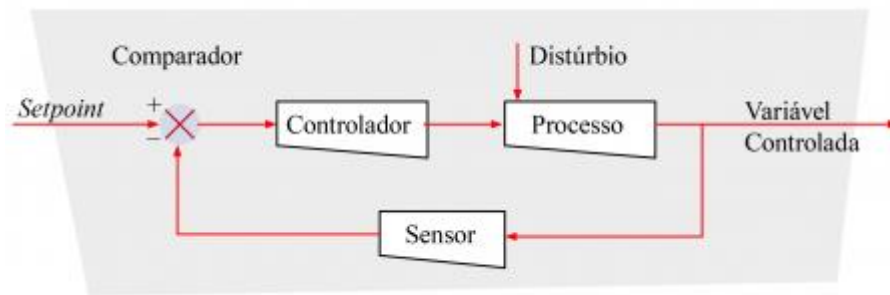 Comparador
Distúrbio
Setpoint
+
−
Controlador
Processo
Variável
Controlada
Sensor